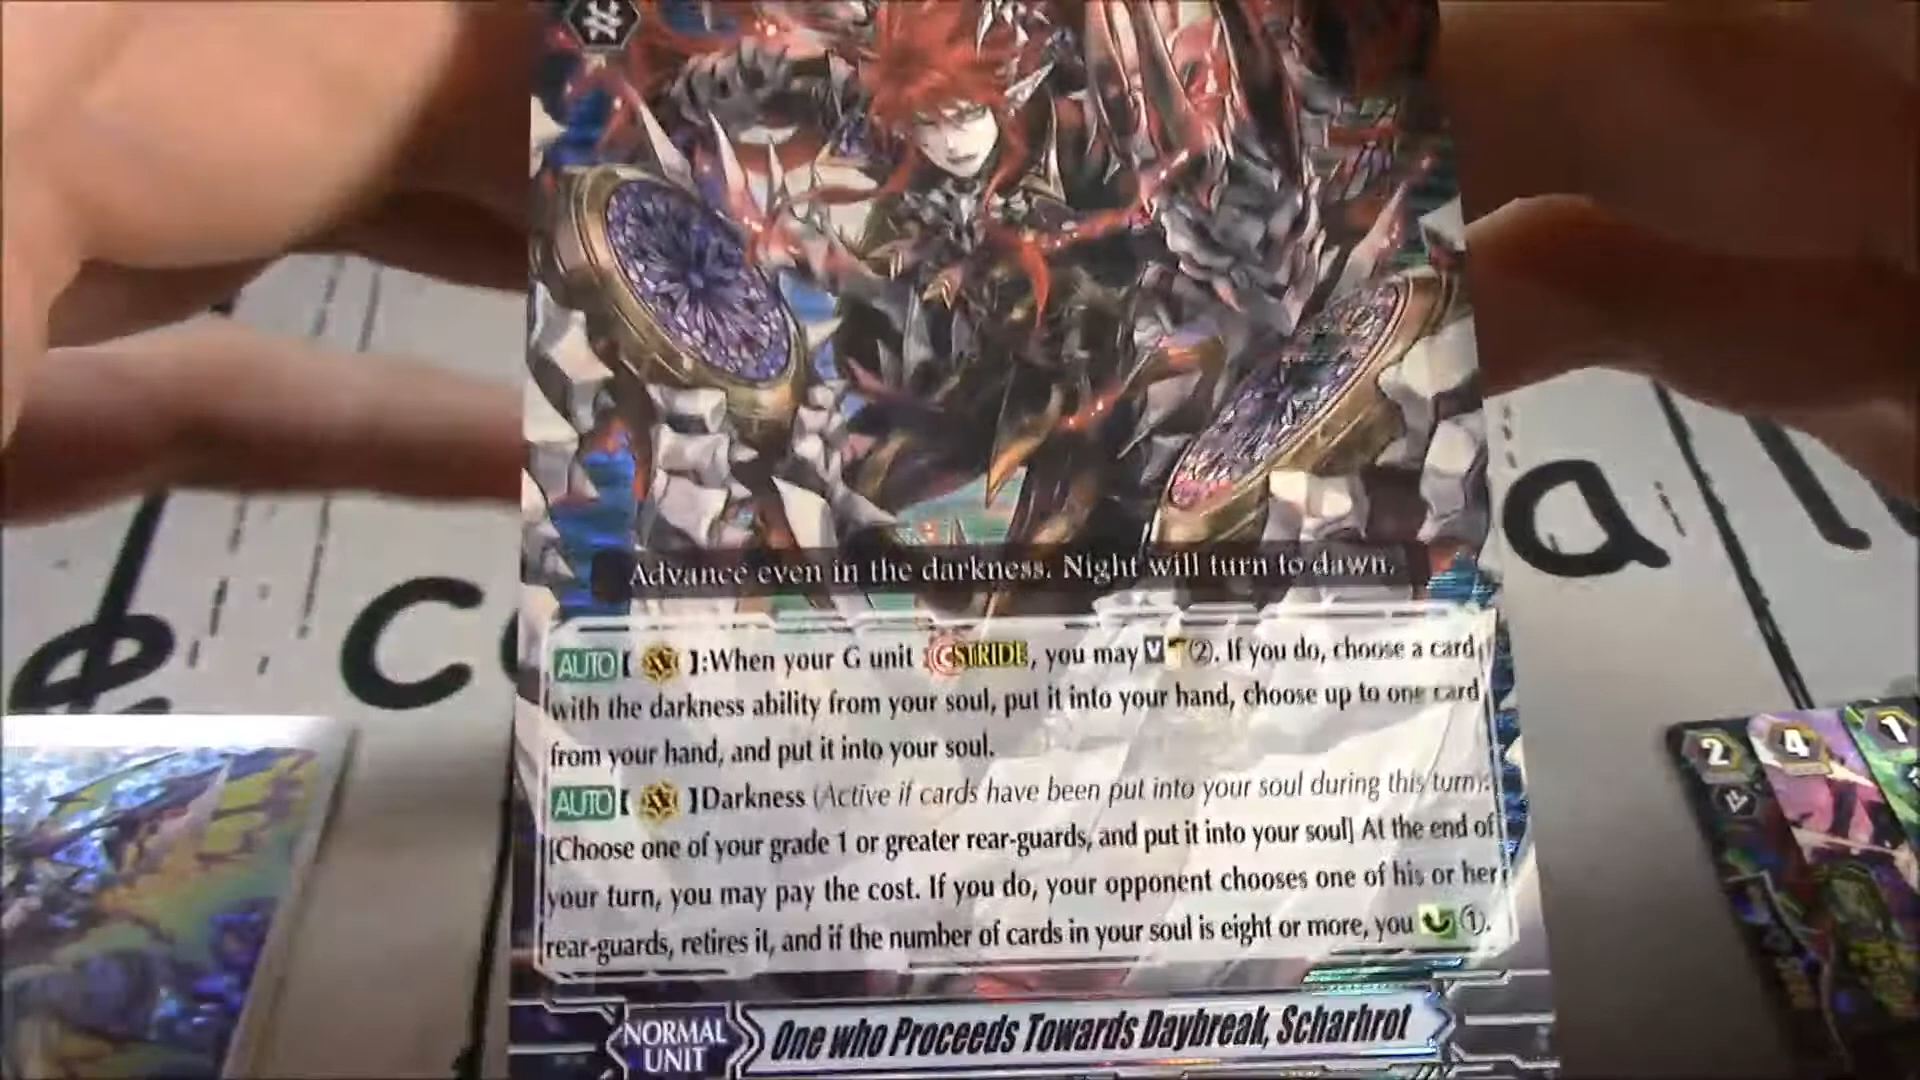 Advance even in the darkness. Night will turn to dawn.
AUTO【 】:When your G unit STRIDE, you may V (2). If you do, choose a card
with the darkness ability from your soul, put it into your hand, choose up to one card
from your hand, and put it into your soul.
AUTO【 】Darkness (Active if cards have been put into your soul during this turn):
[Choose one of your grade 1 or greater rear-guards, and put it into your soul] At the end of
your turn, you may pay the cost. If you do, your opponent chooses one of his or her
rear-guards, retires it, and if the number of cards in your soul is eight or more, you (1).
NORMAL
UNIT
One who Proceeds Towards Daybreak, Scharhrot
c
a
2
4
1